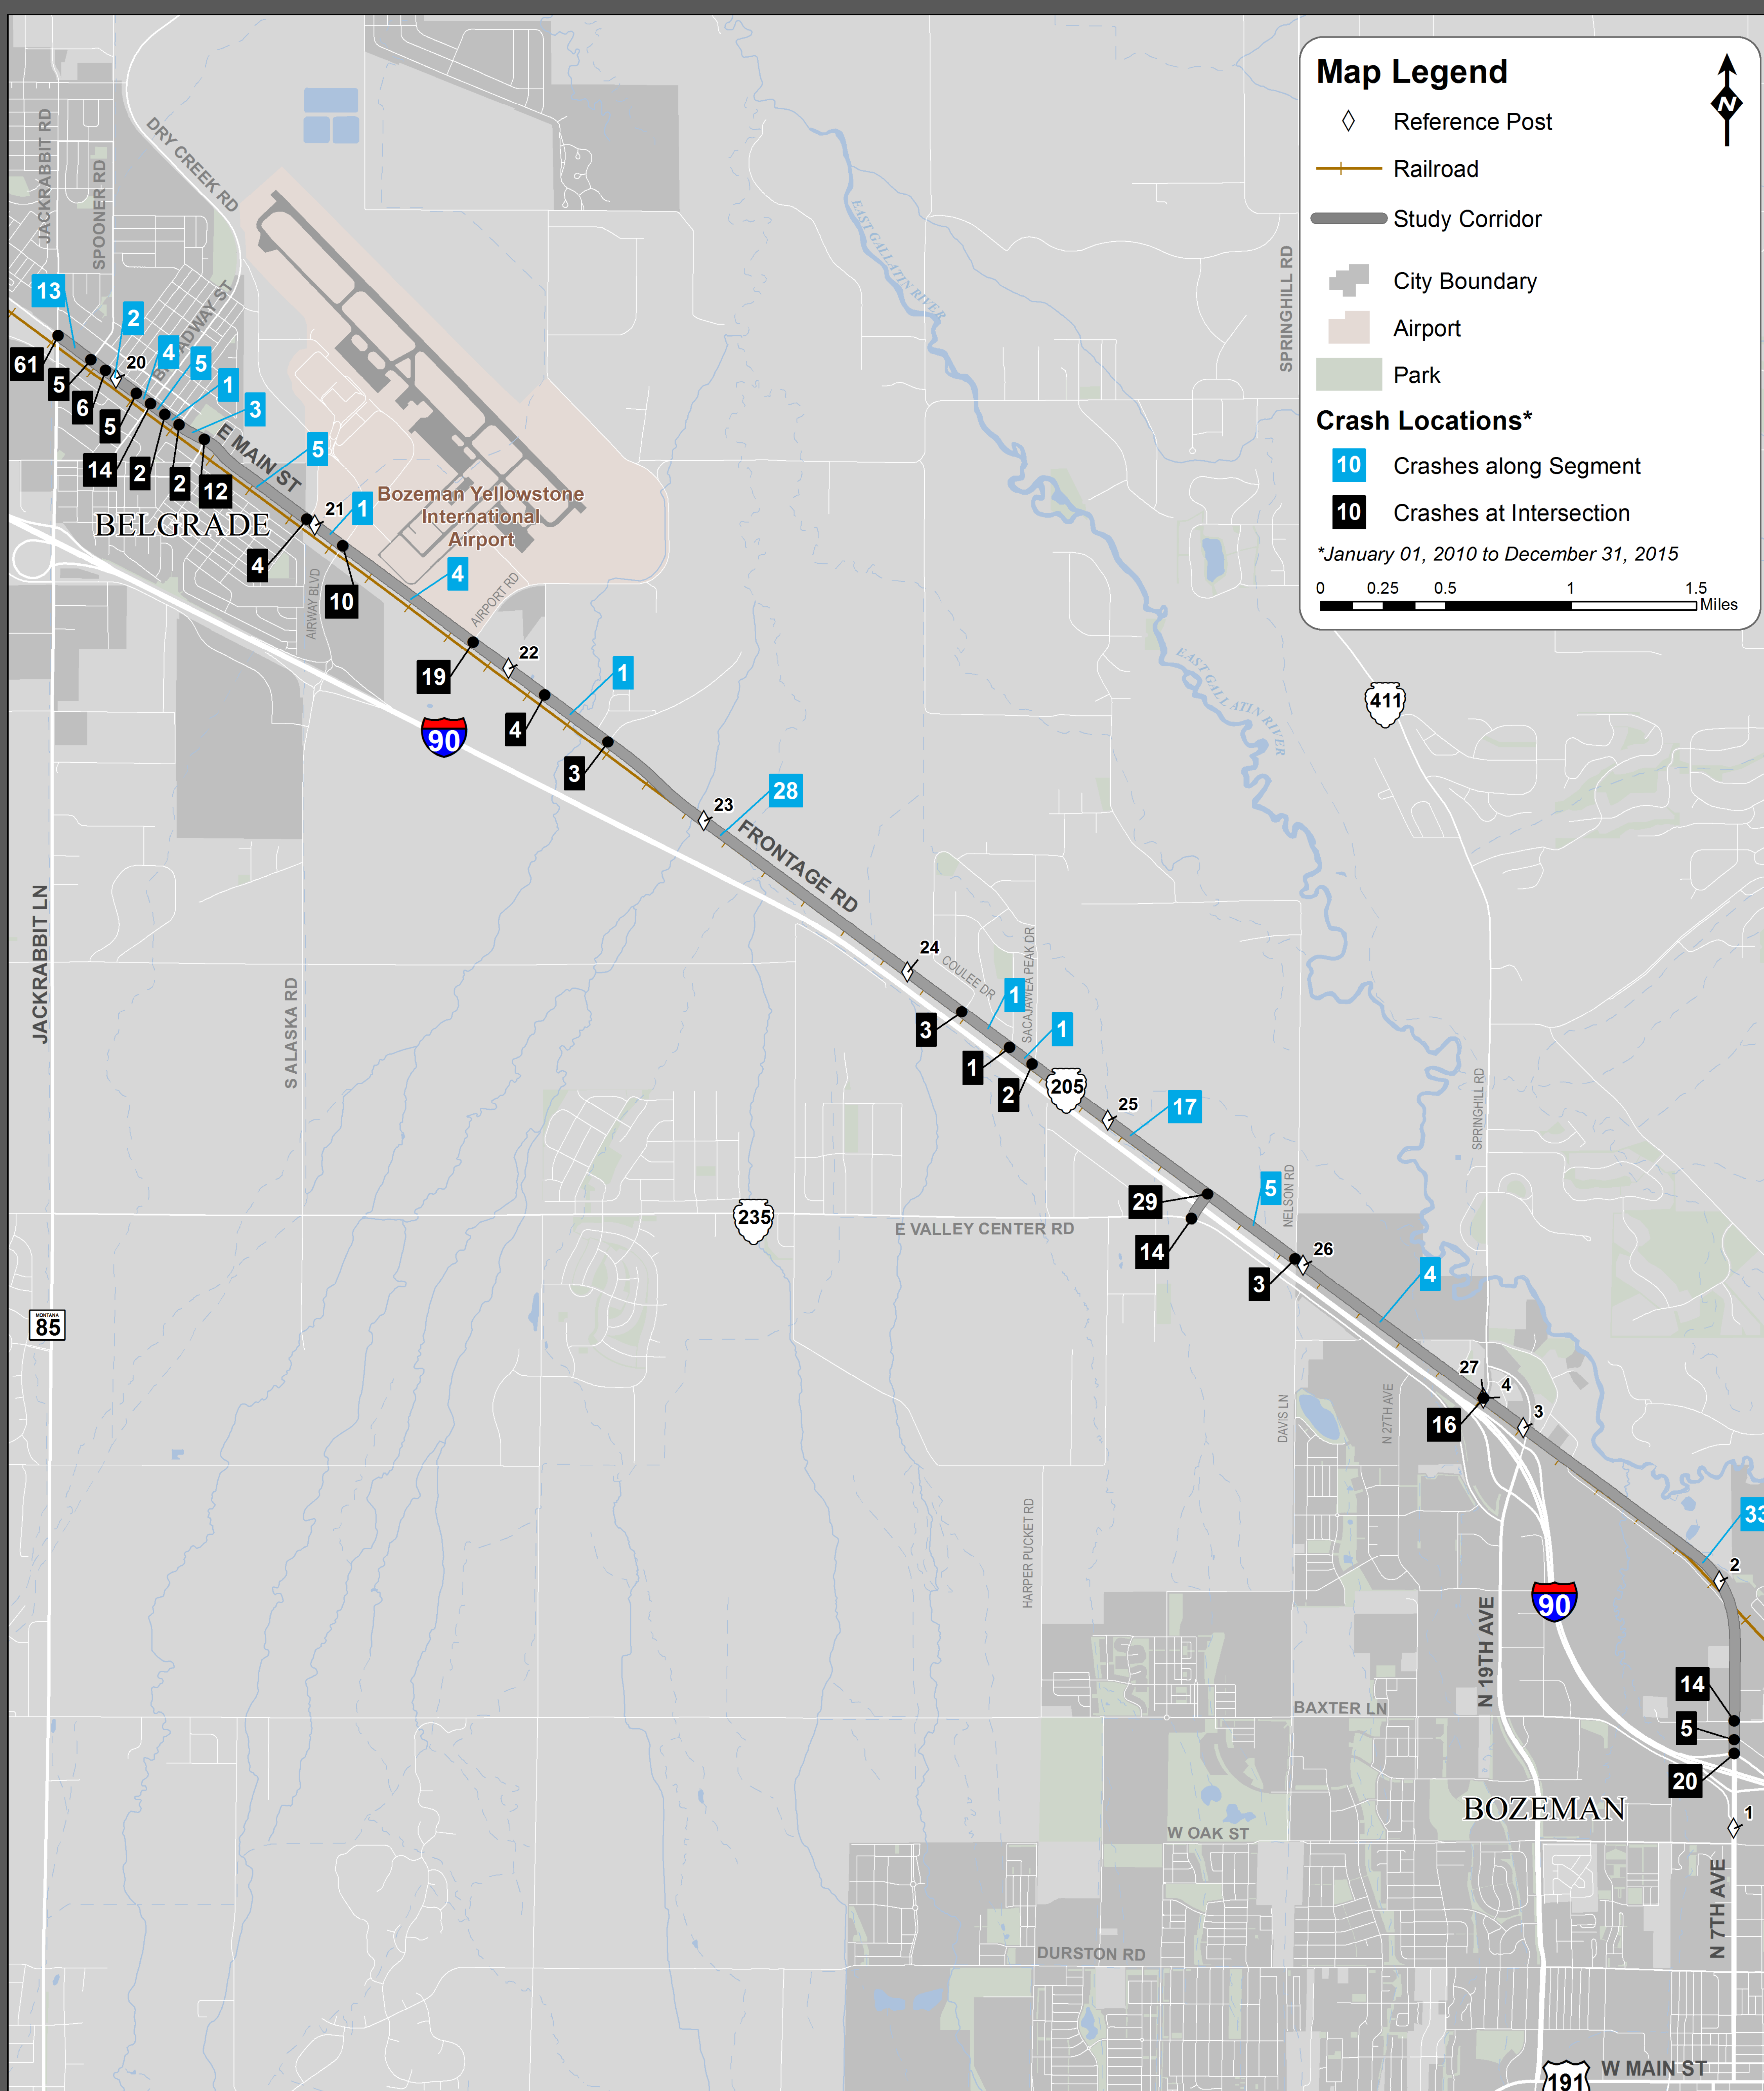 Map Legend
N
Reference Post
Railroad
Study Corridor
City Boundary
Airport
Park
Crash Locations*
10 Crashes along Segment
10 Crashes at Intersection
*January 01, 2010 to December 31, 2015
0 0.25 0.5 1 1.5
Miles
JACKRABBIT RD
SPOONER RD
DRY CREEK RD
EAST GALLATIN RIVER
SPRINGHILL RD
13
2
61
5
20
4
5
6
1
5
3
14
2
2
12
E MAIN ST
5
BELGRADE
21
1
Bozeman Yellowstone
International
Airport
4
10
4
AIRWAY BLVD
AIRPORT RD
19
22
1
4
90
3
EAST GALLATIN RIVER
411
23
28
FRONTAGE RD
JACKRABBIT LN
S ALASKA RD
24
COULEE DR
SACAJAWEA PEAK DR
1
3
1
1
2
205
25
17
SPRINGHILL RD
29
5
NELSON RD
235
E VALLEY CENTER RD
14
26
3
4
MONTANA
85
27
4
16
3
DAVIS LN
N 27TH AVE
HARPER PUCKET RD
33
2
90
N 19TH AVE
14
BAXTER LN
5
20
BOZEMAN
1
W OAK ST
N 7TH AVE
DURSTON RD
191
W MAIN ST